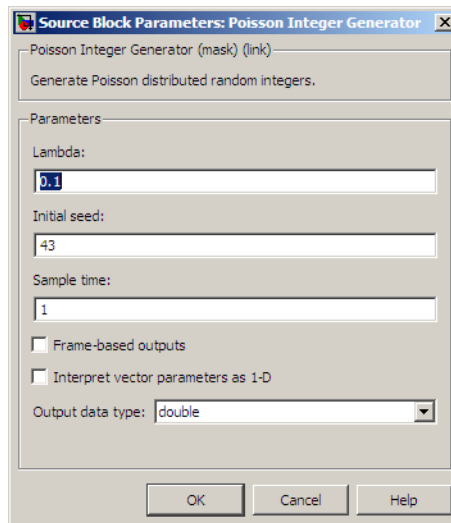 Source Block Parameters: Poisson Integer Generator
Poisson Integer Generator (mask) (link)
Generate Poisson distributed random integers.
Parameters
Lambda:
0.1
Initial seed:
43
Sample time:
1
Frame-based outputs
Interpret vector parameters as 1-D
Output data type: double
OK Cancel Help